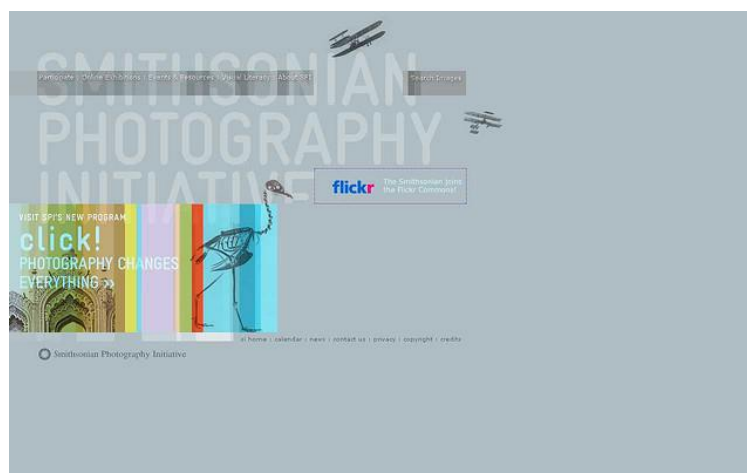 SMITHSONIAN
Participate | Online Exhibitions | Events & Resources | Visual Literacy | About SPI
Search Images
PHOTOGRAPHY
INITIATIVE
flickr
The Smithsonian joins
the Flickr Commons!
VISIT SPI'S NEW PROGRAM
click!
PHOTOGRAPHY CHANGES
EVERYTHING »
si home | calendar | news | contact us | privacy | copyright | credits
Smithsonian Photography Initiative